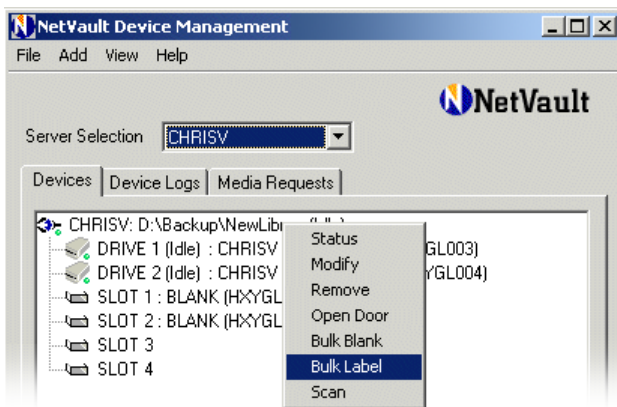 NetVault Device Management
File Add View Help
NetVault
Server Selection CHRISV
Devices Device Logs Media Requests
CHRISV: D:\Backup\NewLibr
DRIVE 1 (Idle) : CHRISV GL003)
DRIVE 2 (Idle) : CHRISV YGL004)
SLOT 1 : BLANK (HXYGL
SLOT 2 : BLANK (HXYGL
SLOT 3
SLOT 4
Status
Modify
Remove
Open Door
Bulk Blank
Bulk Label
Scan